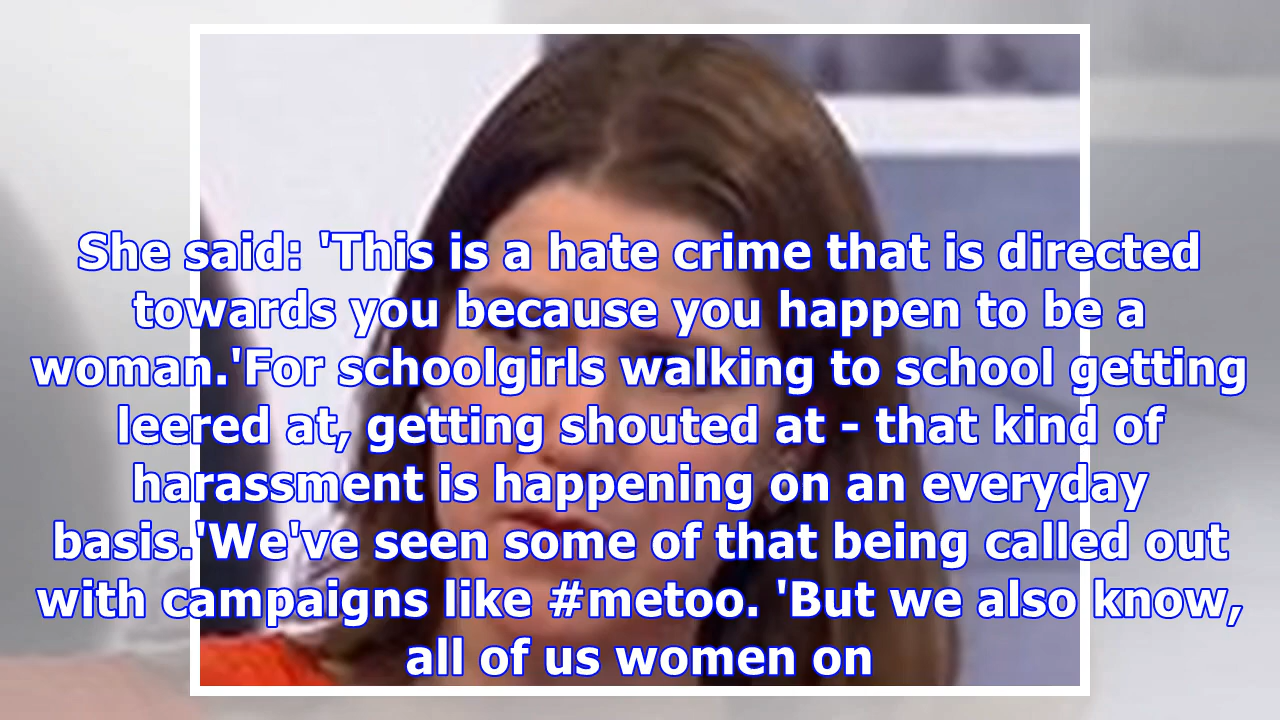 She said: 'This is a hate crime that is directed
towards you because you happen to be a
woman.'For schoolgirls walking to school getting
leered at, getting shouted at - that kind of
harassment is happening on an everyday
basis.'We've seen some of that being called out
with campaigns like #metoo. 'But we also know,
all of us women on